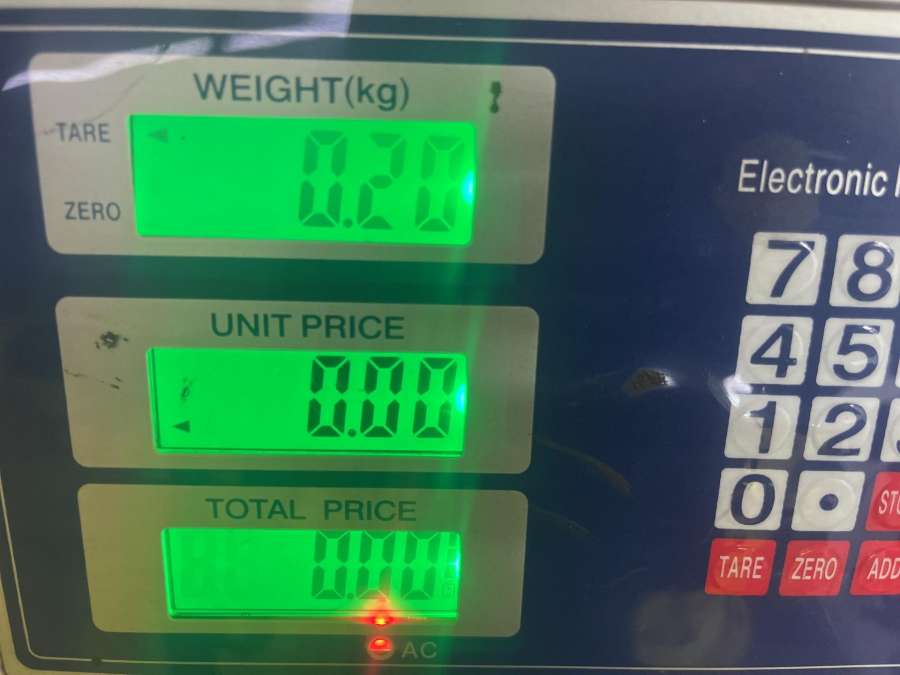 WEIGHT(kg)
TARE
0.20
ZERO
Electronic
UNIT PRICE
0.00
TOTAL PRICE
0.00
AC
7 8
4 5
1 2
0 .
TARE ZERO ADD